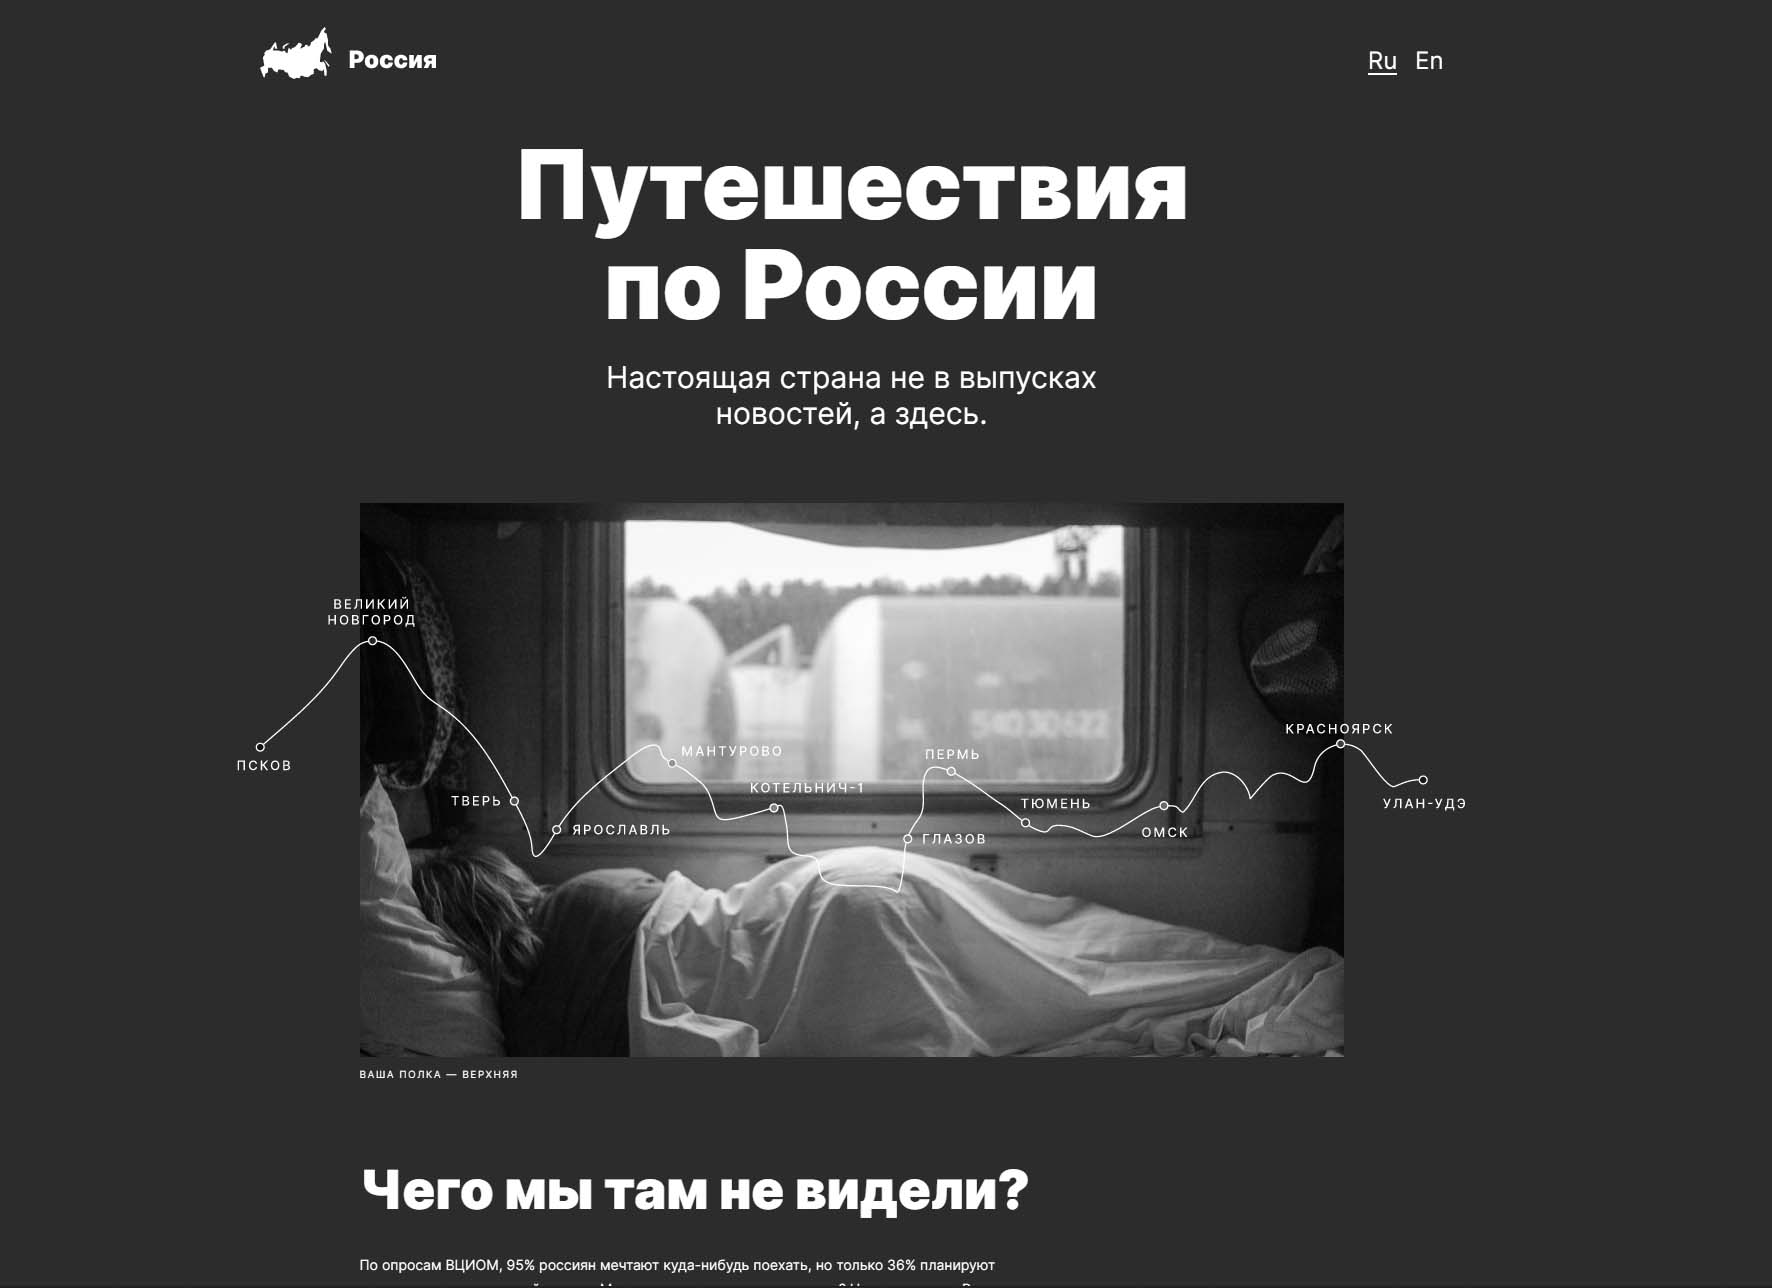 Россия
Ru En
Путешествия
по России
Настоящая страна не в выпусках
новостей, а здесь.
54030622
ВЕЛИКИЙ
НОВГОРОД
ПСКОВ
ТВЕРЬ
ЯРОСЛАВЛЬ
МАНТУРОВО
КОТЕЛЬНИЧ-1
ГЛАЗОВ
ПЕРМЬ
ТЮМЕНЬ
ОМСК
КРАСНОЯРСК
УЛАН-УДЭ
ВАША ПОЛКА — ВЕРХНЯЯ
Чего мы там не видели?
По опросам ВЦИОМ, 95% россиян мечтают куда-нибудь поехать, но только 36% планируют